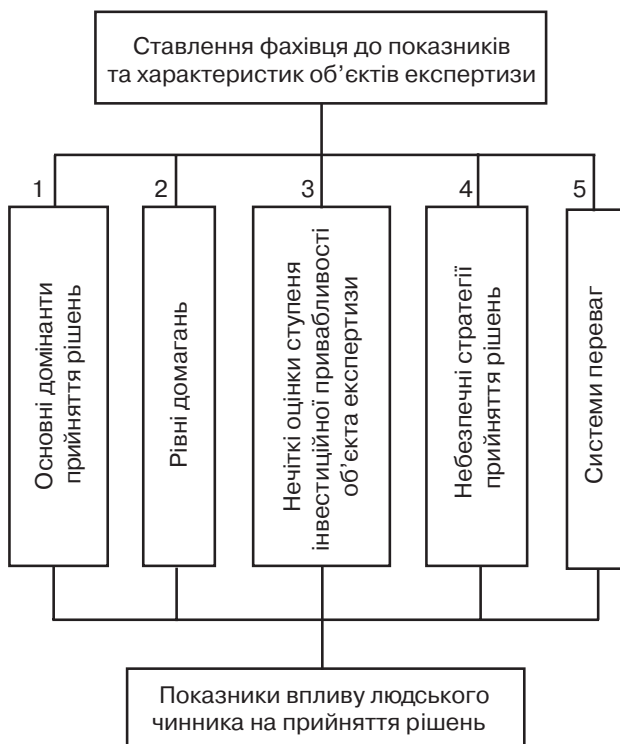 Ставлення фахівця до показників
та характеристик об’єктів експертизи
1
2
3
4
5
Основні домінанти
прийняття рішень
Рівні домагань
Нечіткі оцінки ступеня
інвестиційної привабливості
об’єкта експертизи
Небезпечні стратегії
прийняття рішень
Системи переваг
Показники впливу людського
чинника на прийняття рішень